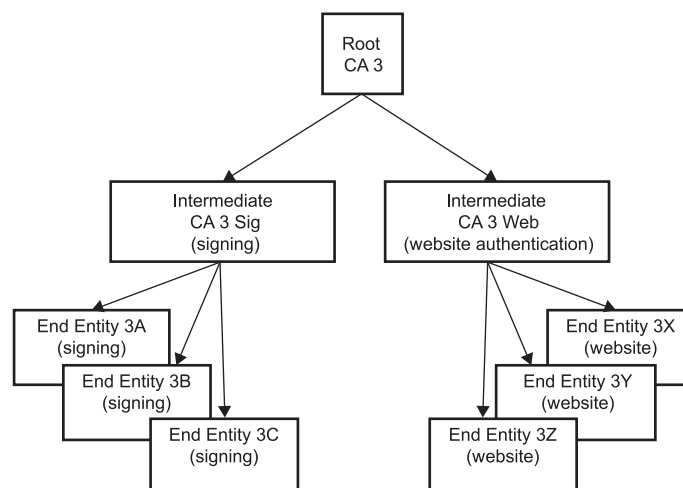 Root
CA 3
Intermediate
CA 3 Sig
(signing)
Intermediate
CA 3 Web
(website authentication)
End Entity 3A
(signing)
End Entity 3B
(signing)
End Entity 3C
(signing)
End Entity 3X
(website)
End Entity 3Y
(website)
End Entity 3Z
(website)